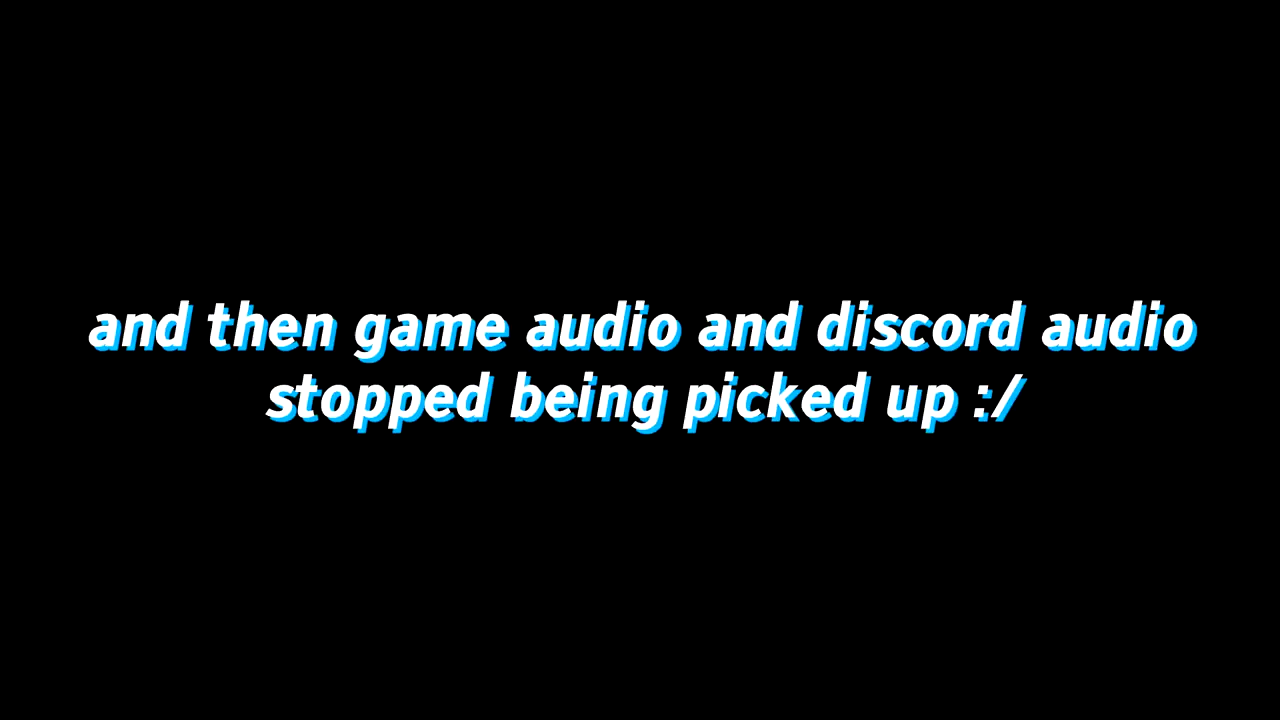 and then game audio and discord audio
stopped being picked up :/